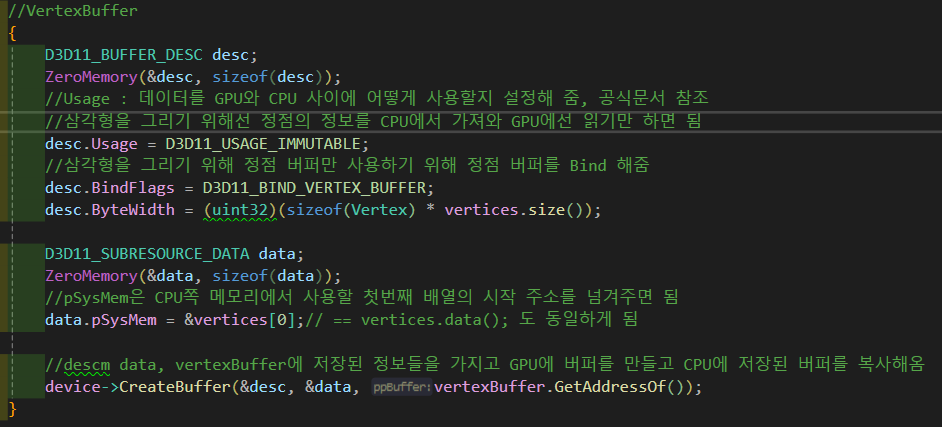 //VertexBuffer
{
D3D11_BUFFER_DESC desc;
ZeroMemory(&desc, sizeof(desc));
//Usage : 데이터를 GPU와 CPU 사이에 어떻게 사용할지 설정해 줌, 공식문서 참조
//삼각형을 그리기 위해선 정점의 정보를 CPU에서 가져와 GPU에선 읽기만 하면 됨
desc.Usage = D3D11_USAGE_IMMUTABLE;
//삼각형을 그리기 위해 정점 버퍼만 사용하기 위해 정점 버퍼를 Bind 해줌
desc.BindFlags = D3D11_BIND_VERTEX_BUFFER;
desc.ByteWidth = (uint32)(sizeof(Vertex) * vertices.size());
D3D11_SUBRESOURCE_DATA data;
ZeroMemory(&data, sizeof(data));
//pSysMem은 CPU쪽 메모리에서 사용할 첫번째 배열의 시작 주소를 넘겨주면 됨
data.pSysMem = &vertices[0];// == vertices.data(); 도 동일하게 됨
//descm data, vertexBuffer에 저장된 정보들을 가지고 GPU에 버퍼를 만들고 CPU에 저장된 버퍼를 복사해옴
device->CreateBuffer(&desc, &data, ppBuffer:vertexBuffer.GetAddressOf());
}